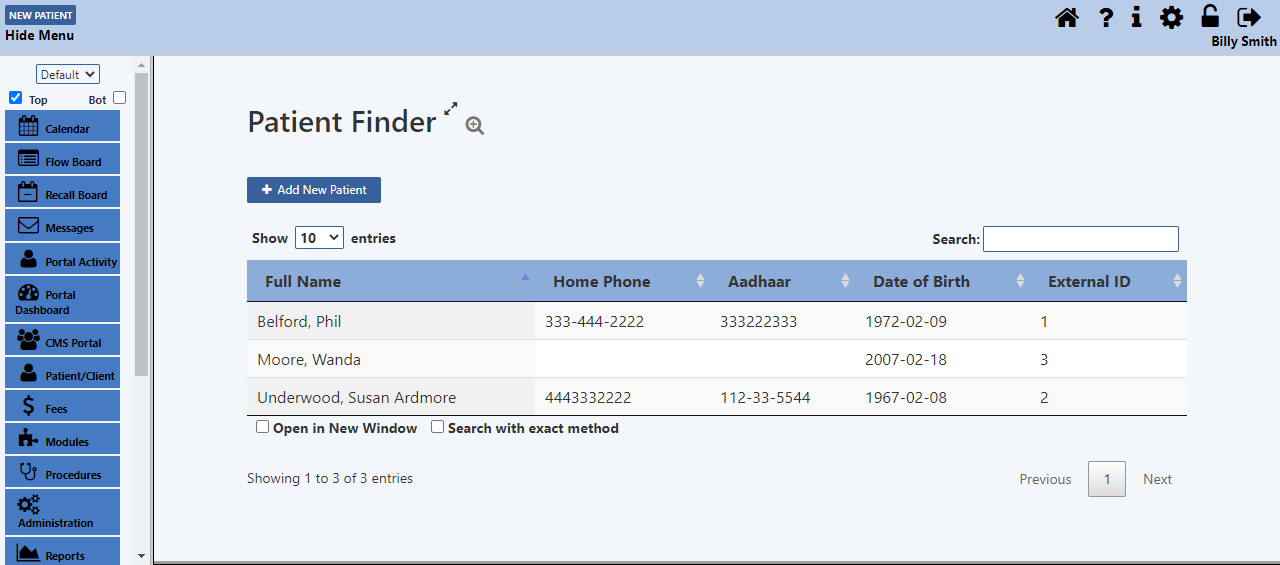 NEW PATIENT
Hide Menu
Billy Smith
Default
Top Bot
Calendar
Flow Board
Recall Board
Messages
Portal Activity
Portal
Dashboard
CMS Portal
Patient/Client
Fees
Modules
Procedures
Administration
Reports
Patient Finder
Add New Patient
Show 10 entries Search:
Full Name Home Phone Aadhaar Date of Birth External ID
Belford, Phil 333-444-2222 333222333 1972-02-09 1
Moore, Wanda 2007-02-18 3
Underwood, Susan Ardmore 4443332222 112-33-5544 1967-02-08 2
Open in New Window Search with exact method
Showing 1 to 3 of 3 entries Previous 1 Next